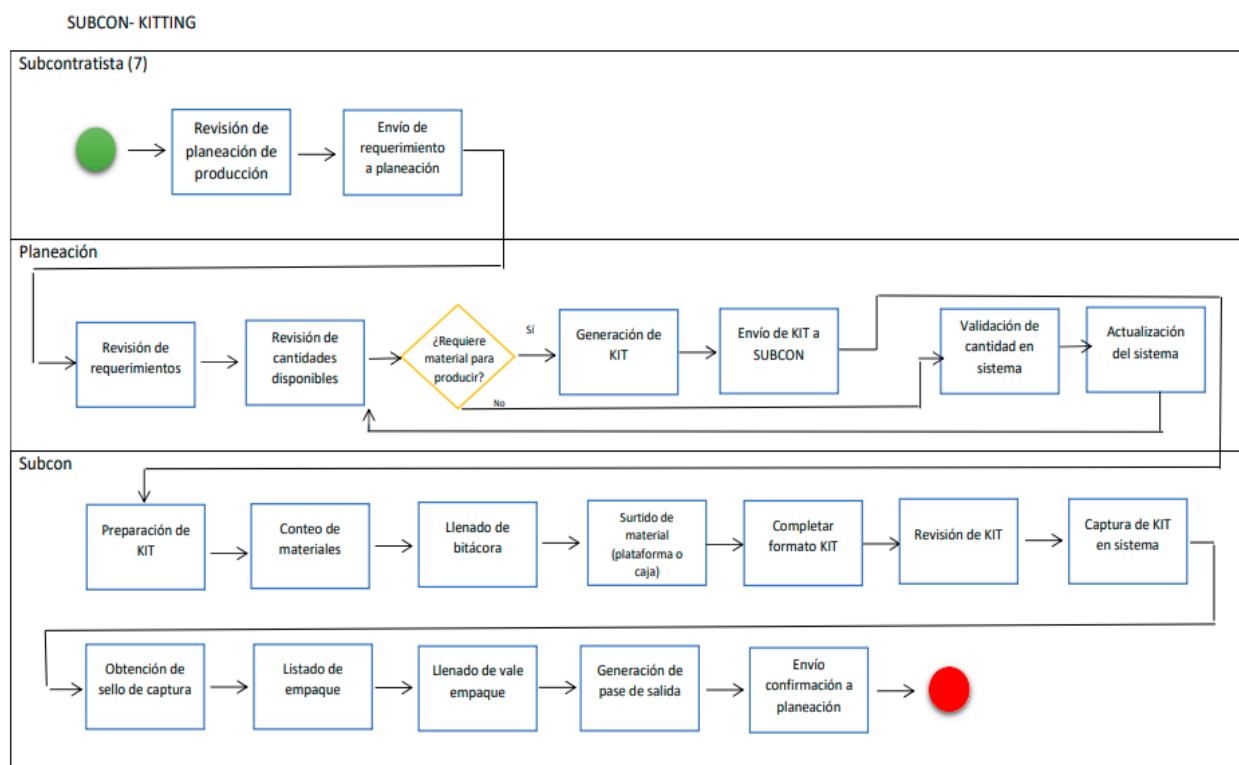 SUBCON- KITTING
Subcontratista (7)
Revisión de
planeación de
producción
Envío de
requerimiento
a planeación
Planeación
Revisión de
requerimientos
Revisión de
cantidades
disponibles
¿Requiere
material para
producir?
Sí
No
Generación de
KIT
Envío de KIT a
SUBCON
Validación de
cantidad en
sistema
Actualización
del sistema
Subcon
Preparación de
KIT
Conteo de
materiales
Llenado de
bitácora
Surtido de
material
(plataforma o
caja)
Completar
formato KIT
Revisión de KIT
Captura de KIT
en sistema
Obtención de
sello de captura
Listado de
empaque
Llenado de vale
empaque
Generación de
pase de salida
Envío
confirmación a
planeación